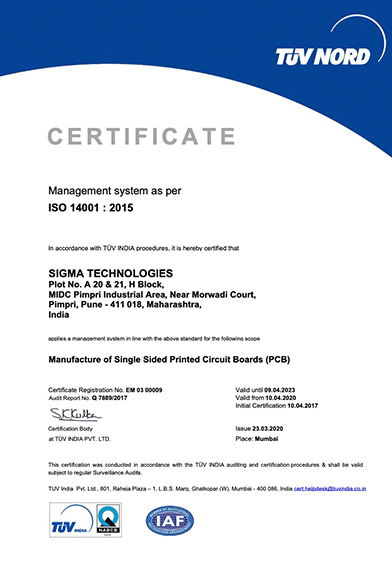 TÜV NORD
CERTIFICATE
Management system as per
ISO 14001 : 2015
In accordance with TÜV INDIA procedures, it is hereby certified that
SIGMA TECHNOLOGIES
Plot No. A 20 & 21, H Block,
MIDC Pimpri Industrial Area, Near Morwadi Court,
Pimpri, Pune - 411 018, Maharashtra,
India
applies a management system in line with the above standard for the following scope
Manufacture of Single Sided Printed Circuit Boards (PCB)
Certificate Registration No. EM 03 00009
Audit Report No. Q 7889/2017
Valid until 09.04.2023
Valid from 10.04.2020
Initial Certification 10.04.2017
Certification Body
at TÜV INDIA PVT. LTD.
Issue 23.03.2020
Place: Mumbai
This certification was conducted in accordance with the TÜV INDIA auditing and certification procedures & shall be valid
subject to regular Surveillance Audits.
TUV India Pvt. Ltd., 801, Raheja Plaza – 1, L.B.S. Marg, Ghatkopar (W), Mumbai - 400 086, India cert.helpdesk@tuvindia.co.in
TÜV INDIA
NABCB
IAF